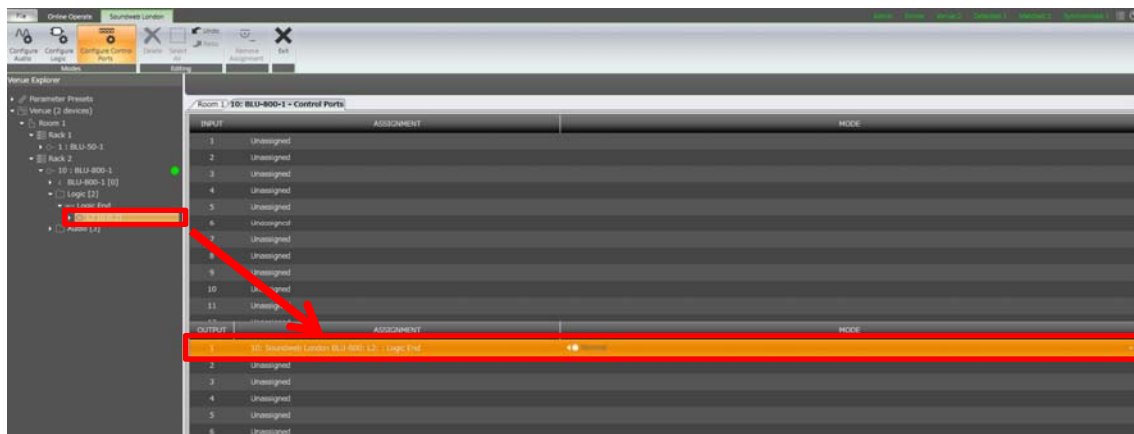 File Online Operate Soundweb London
Configure Audio
Configure Logic
Configure Control Ports
Delete
Select All
Undo
Redo
Remove Assignment
Exit
Modes Editing
Venue Explorer
Parameter Presets
Venue (2 devices)
Room 1
Rack 1
1 : BLU-50-1
Rack 2
10 : BLU-800-1
BLU-800-1 [0]
Logic [2]
Logic End
Audio [3]
Room 1 10: BLU-800-1 - Control Ports
INPUT ASSIGNMENT MODE
1 Unassigned
2 Unassigned
3 Unassigned
4 Unassigned
5 Unassigned
6 Unassigned
7 Unassigned
8 Unassigned
9 Unassigned
10 Unassigned
11 Unassigned
OUTPUT ASSIGNMENT MODE
1 10: Soundweb London BLU-800: L2: : Logic End Normal
2 Unassigned
3 Unassigned
4 Unassigned
5 Unassigned
6 Unassigned